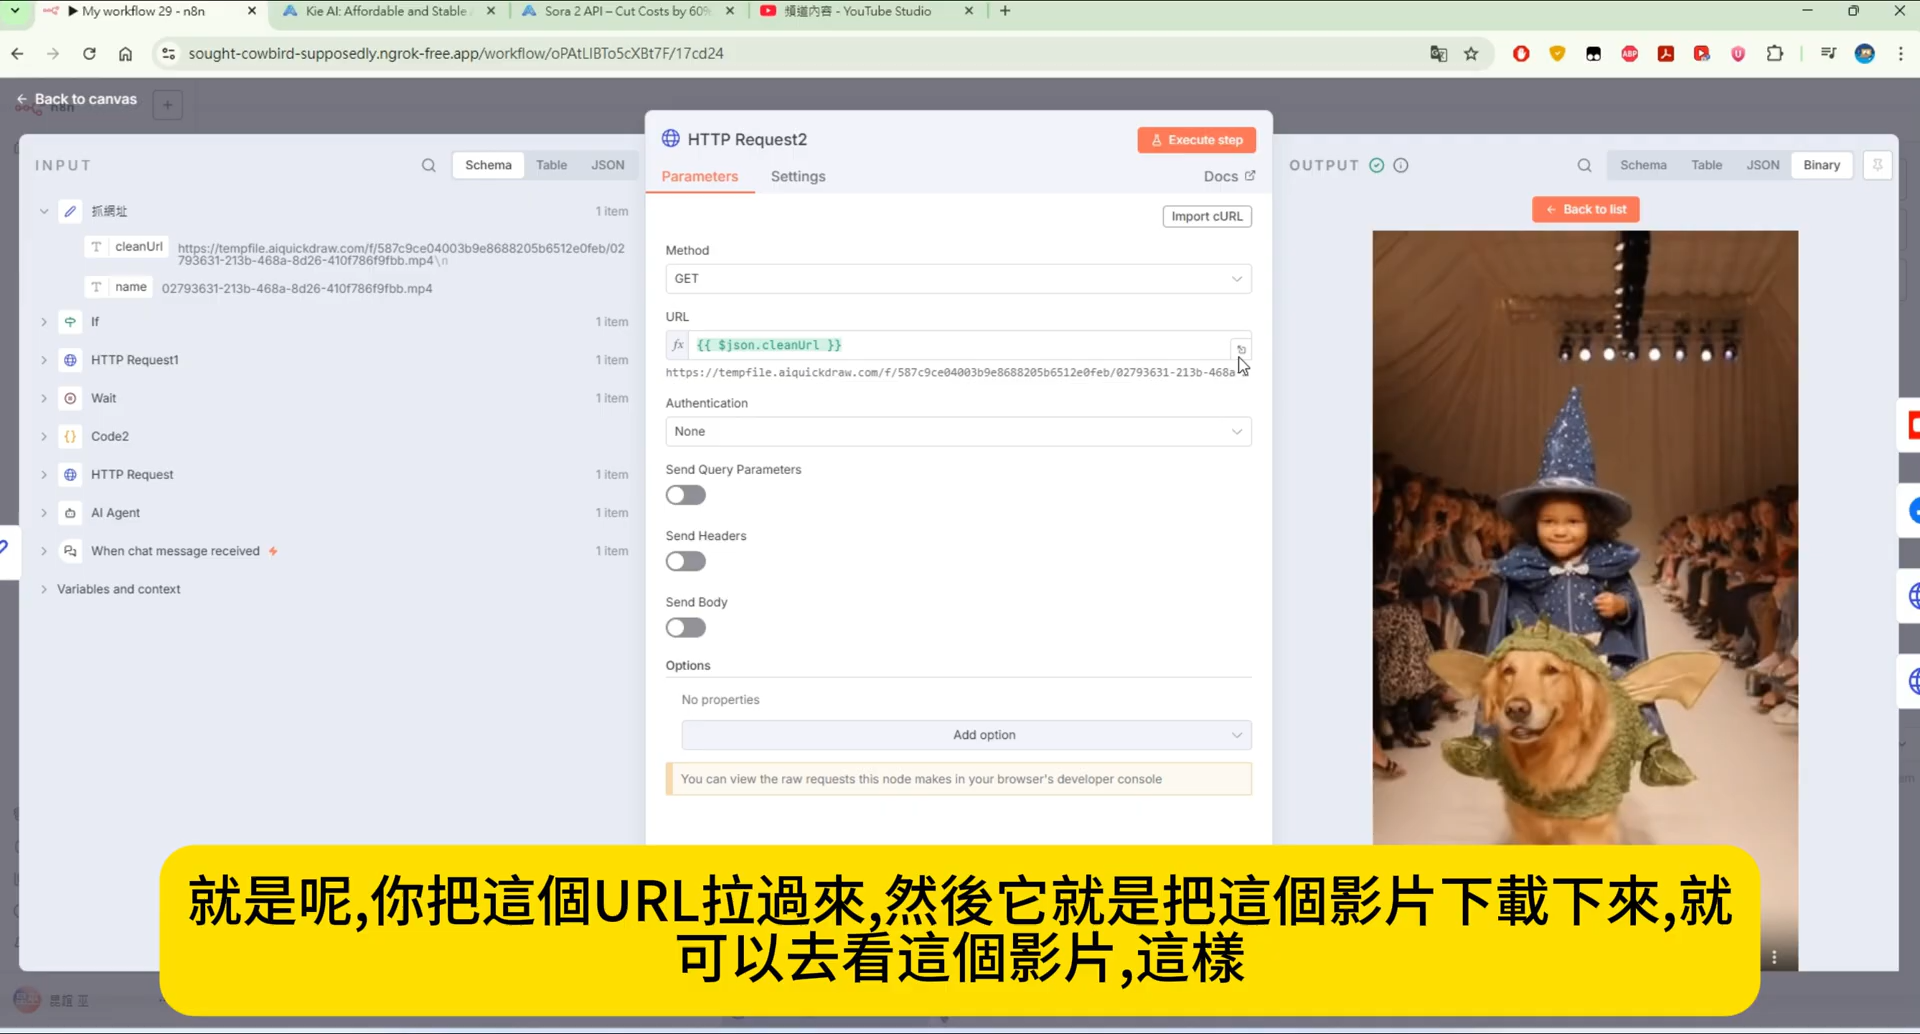 My workflow 29 - n8n
Kie AI: Affordable and Stable
Sora 2 API – Cut Costs by 60%
頻道內容 - YouTube Studio
sought-cowbird-supposedly.ngrok-free.app/workflow/oPAtLIBTo5cXBt7F/17cd24
ABP
Back to canvas
INPUT
Schema
Table
JSON
抓網址
1 item
cleanUrl
https://tempfile.aiquickdraw.com/f/587c9ce04003b9e8688205b6512e0feb/02
793631-213b-468a-8d26-410f786f9fbb.mp4\n
name
02793631-213b-468a-8d26-410f786f9fbb.mp4
If
1 item
HTTP Request1
1 item
Wait
1 item
Code2
1 item
HTTP Request
1 item
AI Agent
1 item
When chat message received
1 item
Variables and context
HTTP Request2
Execute step
Parameters
Settings
Docs
Import cURL
Method
GET
URL
fx
{{ $json.cleanUrl }}
https://tempfile.aiquickdraw.com/f/587c9ce04003b9e8688205b6512e0feb/02793631-213b-468a
Authentication
None
Send Query Parameters
Send Headers
Send Body
Options
No properties
Add option
You can view the raw requests this node makes in your browser's developer console
OUTPUT
Schema
Table
JSON
Binary
Back to list
就是呢,你把這個URL拉過來,然後它就是把這個影片下載下來,就
可以去看這個影片,這樣